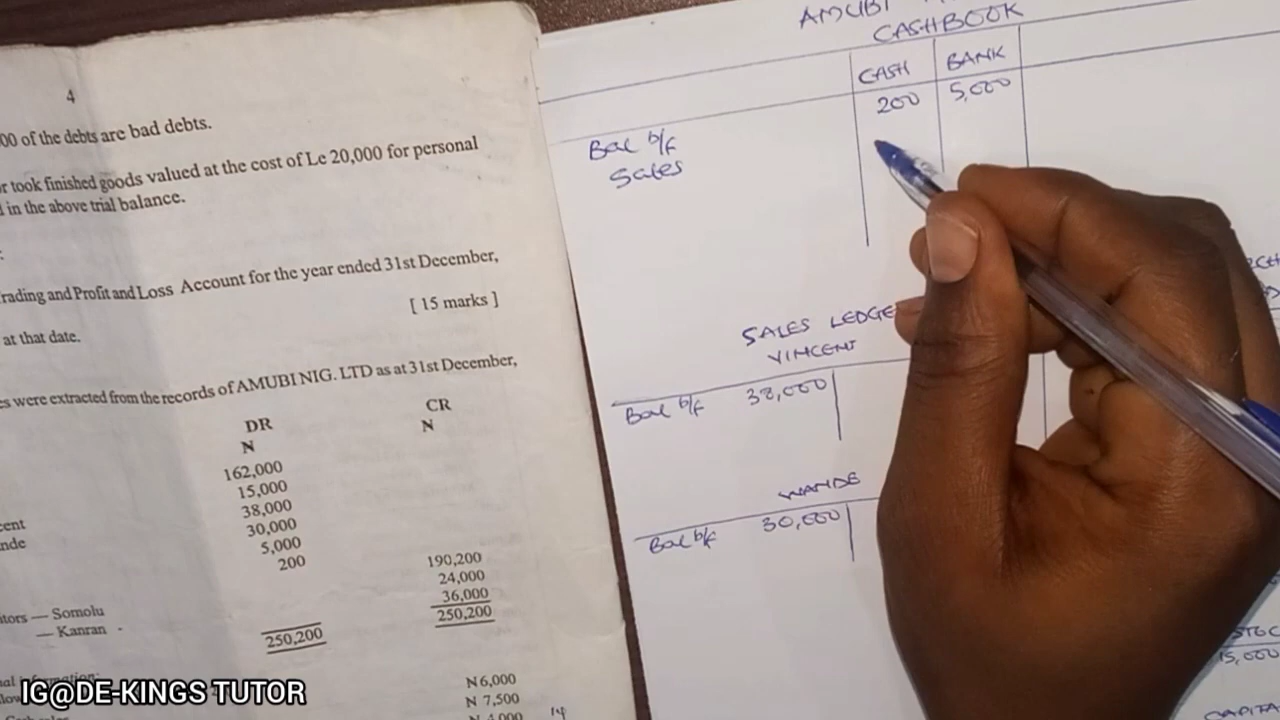 4
00 of the debts are bad debts.
r took finished goods valued at the cost of Le 20,000 for personal
in the above trial balance.
:
rading and Profit and Loss Account for the year ended 31st December,
[ 15 marks ]
at that date.
es were extracted from the records of AMUBI NIG. LTD as at 31st December,
DR CR
N N
162,000
15,000
cent 38,000
nde 30,000
5,000
200 190,200
24,000
tors — Somolu 36,000
— Kanran 250,200 250,200
N 6,000
N 7,500
N 4,000
IG@DE-KINGS TUTOR
AMUBI
CASHBOOK
CASH BANK
Bal b/f 200 5,000
Sales
SALES LEDGE
VINCENT
Bal b/f 38,000
WANDE
Bal b/f 30,000
15,000
CAPITA